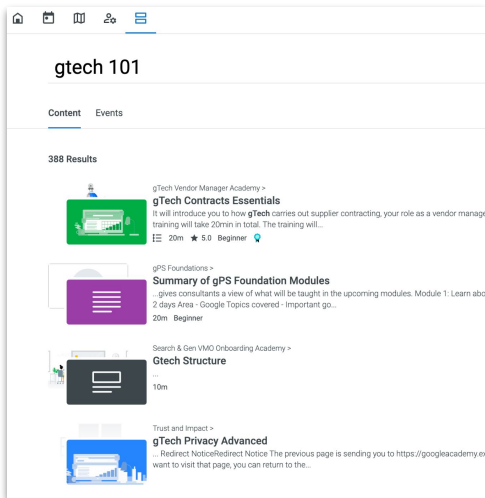 gtech 101
Content Events
388 Results
gTech Vendor Manager Academy >
gTech Contracts Essentials
It will introduce you to how gTech carries out supplier contracting, your role as a vendor manage
training will take 20min in total. The training will...
20m ★ 5.0 Beginner
gPS Foundations >
Summary of gPS Foundation Modules
...gives consultants a view of what will be taught in the upcoming modules. Module 1: Learn abo
2 days Area - Google Topics covered - Important go...
20m Beginner
Search & Gen VMO Onboarding Academy >
Gtech Structure
...
10m
Trust and Impact >
gTech Privacy Advanced
... Redirect NoticeRedirect Notice The previous page is sending you to https://googleacademy.ex
want to visit that page, you can return to the...